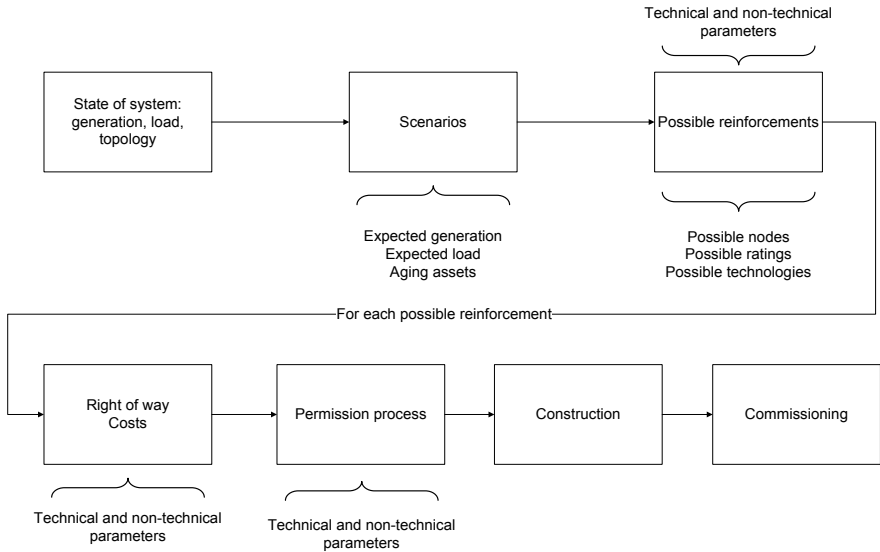 Technical and non-technical
parameters
State of system:
generation, load,
topology
Scenarios
Possible reinforcements
Expected generation
Expected load
Aging assets
Possible nodes
Possible ratings
Possible technologies
For each possible reinforcement
Right of way
Costs
Permission process
Construction
Commissioning
Technical and non-technical
parameters
Technical and non-technical
parameters